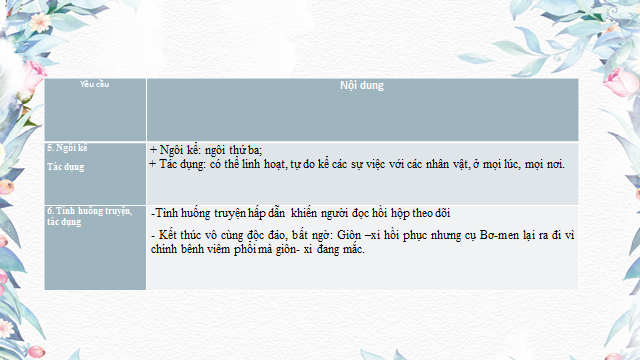 Yêu cầu
Nội dung
5. Ngôi kể
Tác dụng
+ Ngôi kể: ngôi thứ ba;
+ Tác dụng: có thể linh hoạt, tự do kể các sự việc với các nhân vật, ở mọi lúc, mọi nơi.
6. Tình huống truyện,
tác dụng
-Tình huống truyện hấp dẫn khiến người đọc hồi hộp theo dõi
- Kết thúc vô cùng độc đáo, bất ngờ: Giôn –xi hồi phục nhưng cụ Bơ-men lại ra đi vì
chính bệnh viêm phổi mà giôn- xi đang mắc.